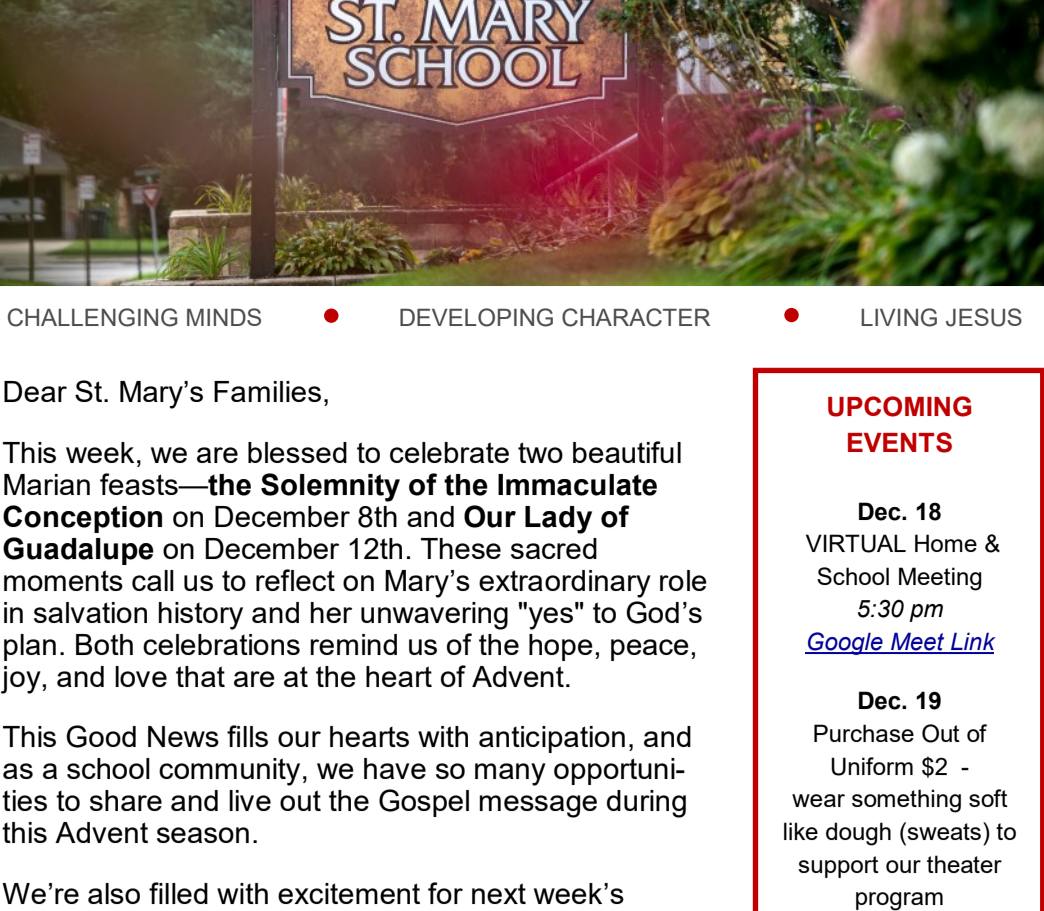 ST. MARY
SCHOOL
CHALLENGING MINDS ● DEVELOPING CHARACTER ● LIVING JESUS
Dear St. Mary’s Families,
This week, we are blessed to celebrate two beautiful
Marian feasts—the Solemnity of the Immaculate
Conception on December 8th and Our Lady of
Guadalupe on December 12th. These sacred
moments call us to reflect on Mary’s extraordinary role
in salvation history and her unwavering "yes" to God’s
plan. Both celebrations remind us of the hope, peace,
joy, and love that are at the heart of Advent.
This Good News fills our hearts with anticipation, and
as a school community, we have so many opportuni-
ties to share and live out the Gospel message during
this Advent season.
We’re also filled with excitement for next week’s
UPCOMING
EVENTS
Dec. 18
VIRTUAL Home &
School Meeting
5:30 pm
Google Meet Link
Dec. 19
Purchase Out of
Uniform $2 -
wear something soft
like dough (sweats) to
support our theater
program